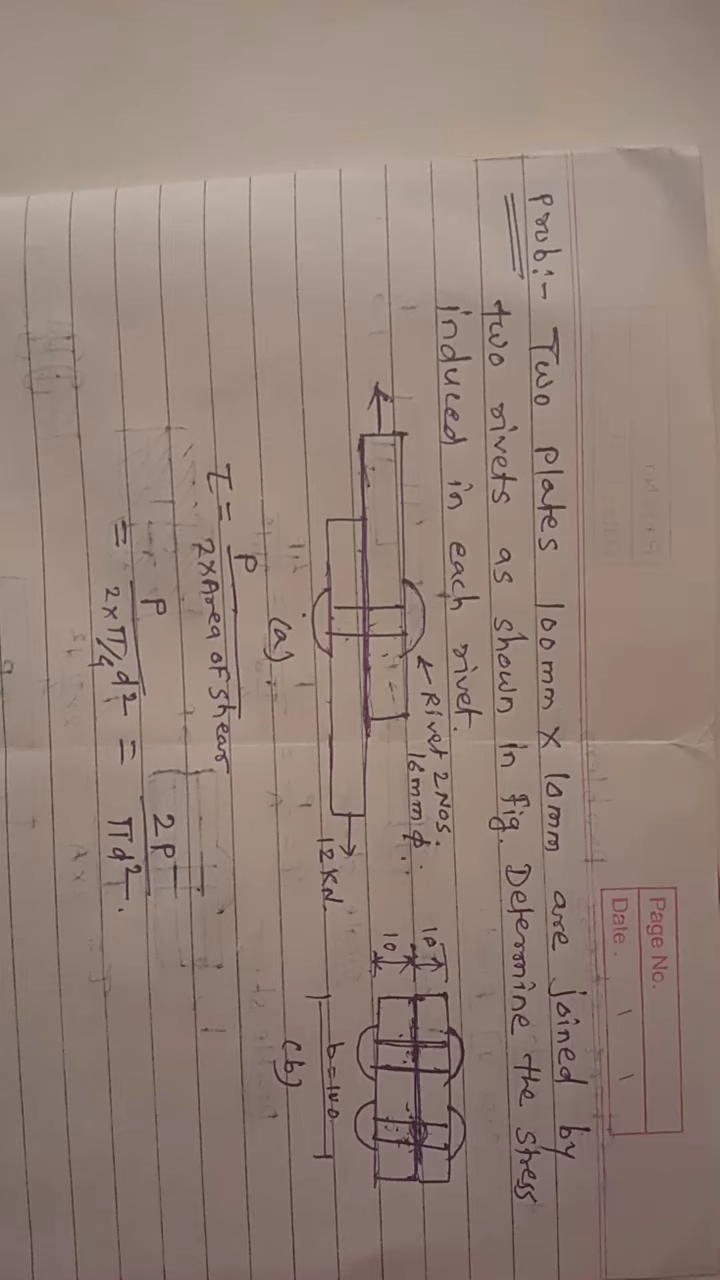 Page No.
Date. \ \
prob:- Two plates 100mm x 10mm are joined by
two rivets as shown in fig. Determine the stress
induced in each rivet.
← Rivet 2 Nos.
16mm ϕ.
12 KN
10
10
b=100
(a)
(b)
τ = P / 2×Area of shear
= P / 2×π/4 d² = 2P / πd².